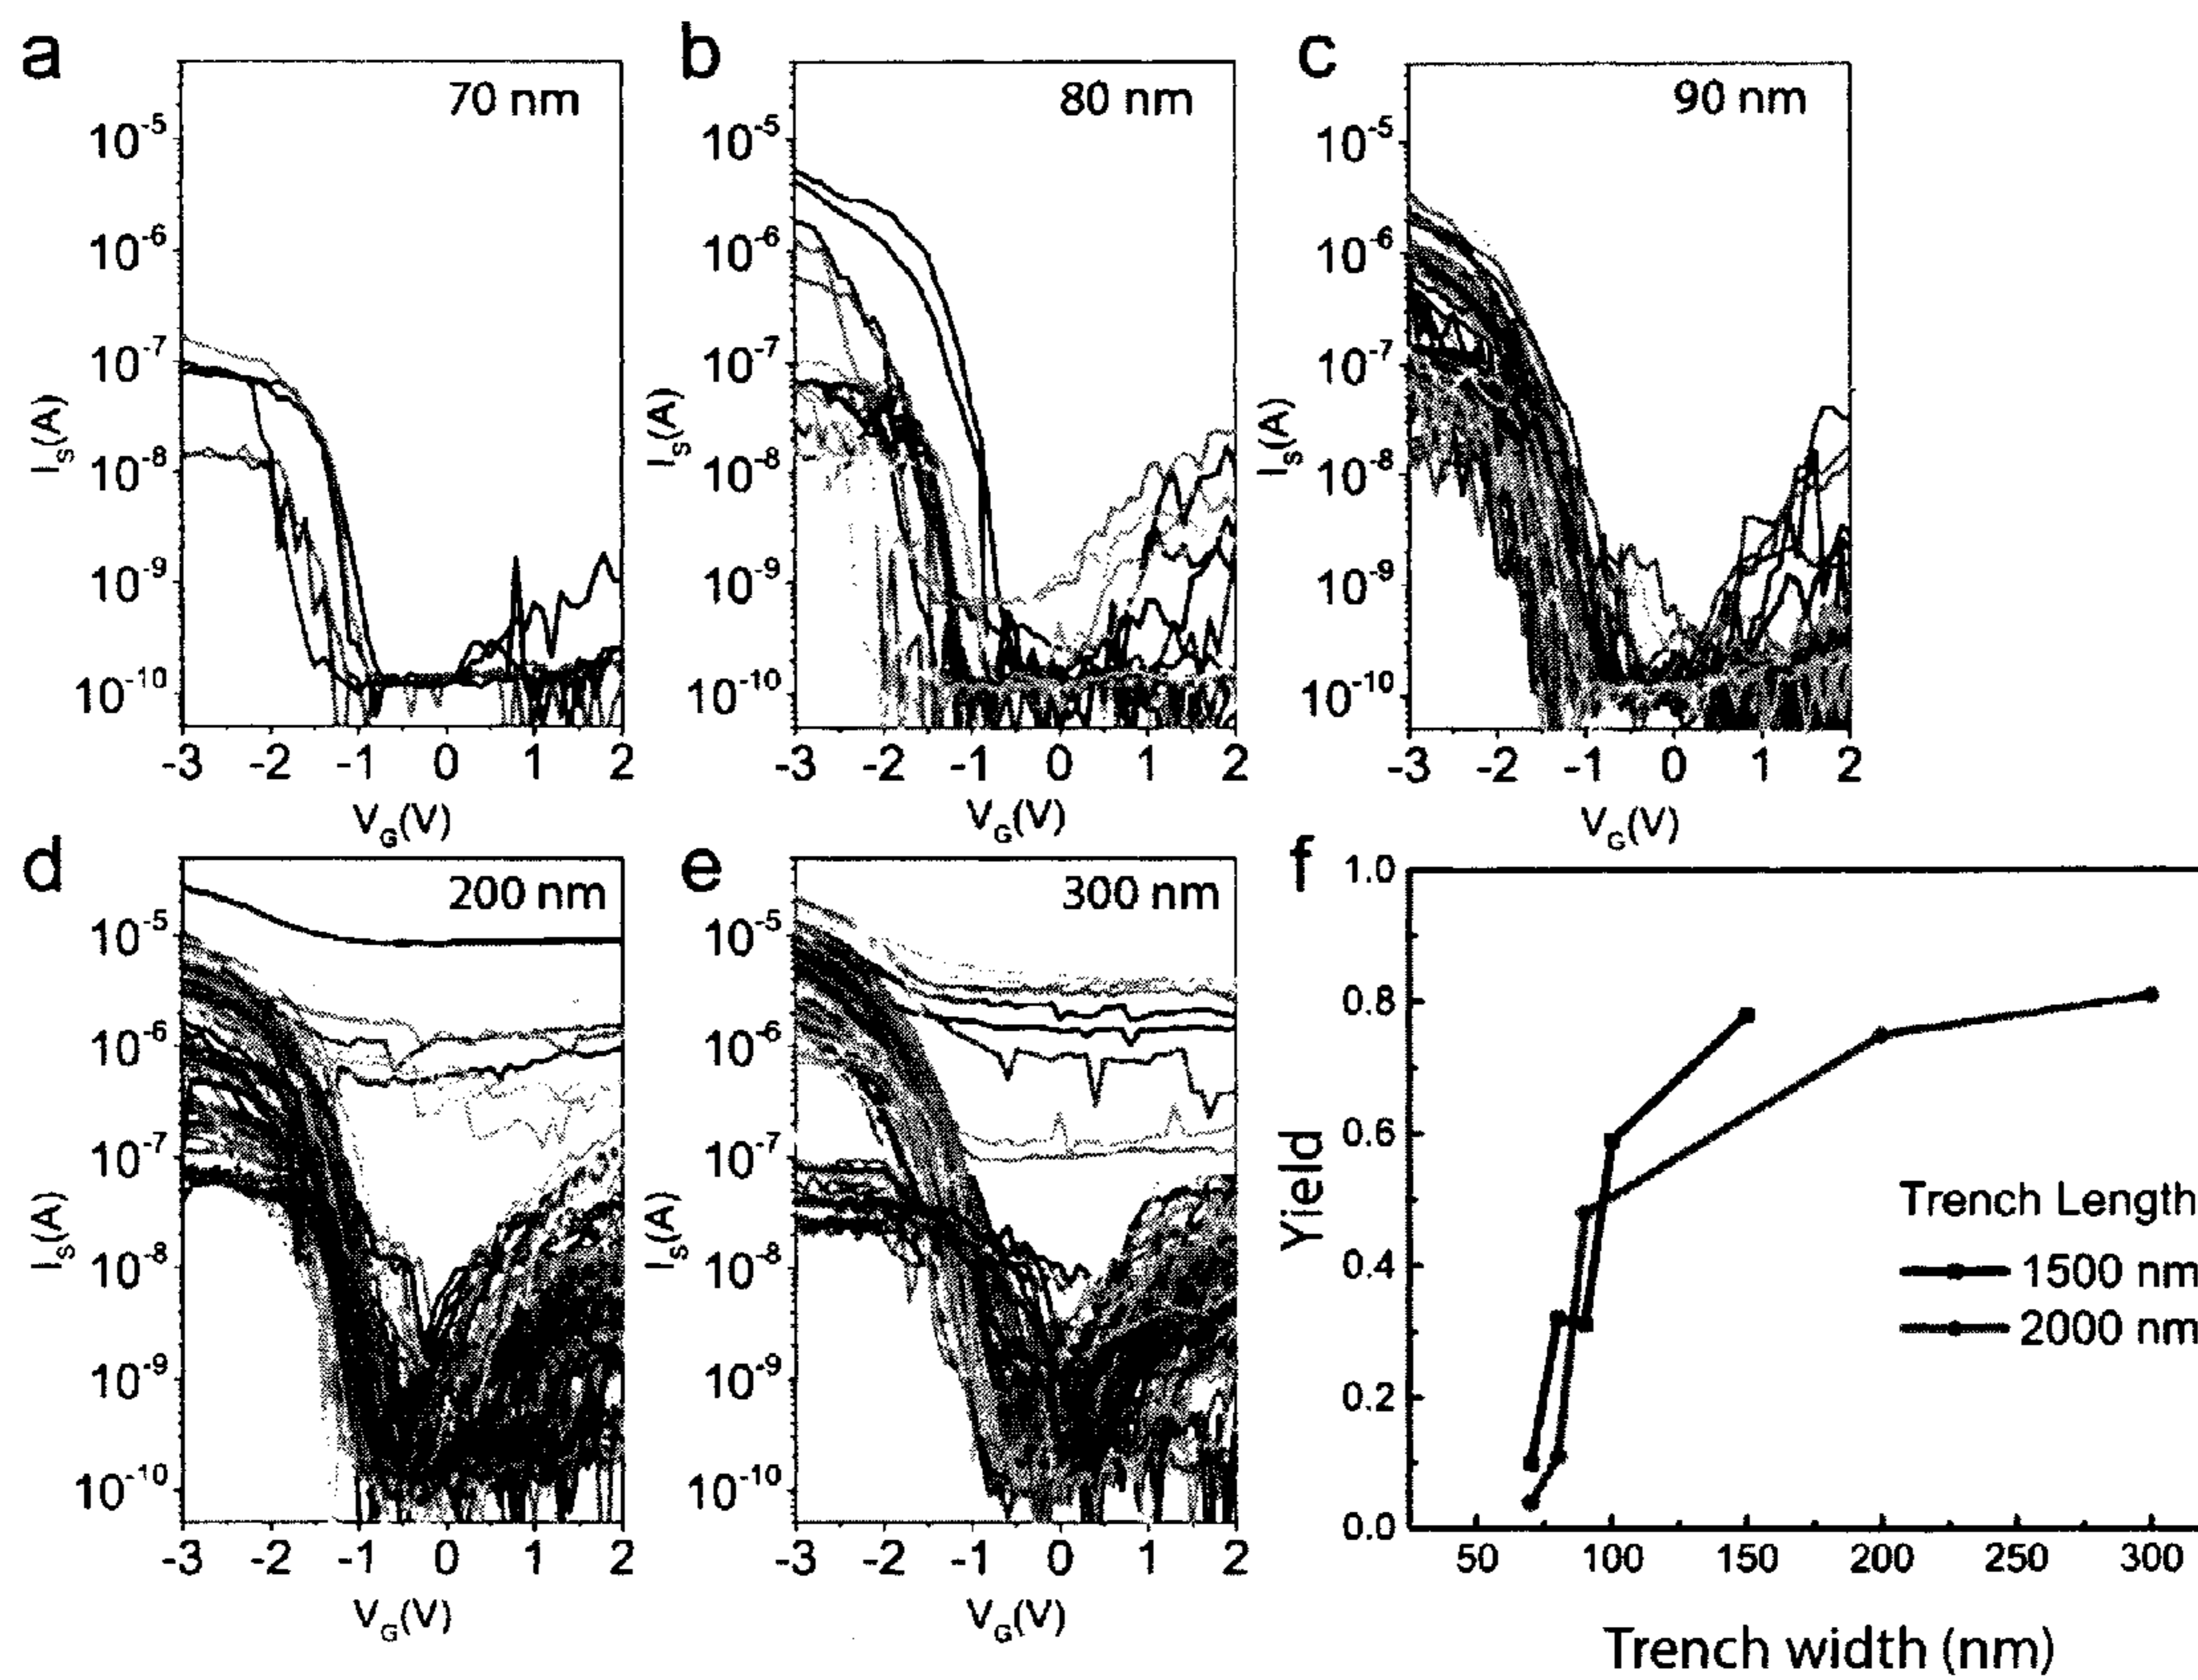 a
70 nm
10-5
10-6
10-7
10-8
10-9
10-10
IS(A)
-3 -2 -1 0 1 2
VG(V)
b
80 nm
10-5
10-6
10-7
10-8
10-9
10-10
IS(A)
-3 -2 -1 0 1 2
VG(V)
c
90 nm
10-5
10-6
10-7
10-8
10-9
10-10
IS(A)
-3 -2 -1 0 1 2
VG(V)
d
200 nm
10-5
10-6
10-7
10-8
10-9
10-10
IS(A)
-3 -2 -1 0 1 2
VG(V)
e
300 nm
10-5
10-6
10-7
10-8
10-9
10-10
IS(A)
-3 -2 -1 0 1 2
VG(V)
f
1.0
0.8
0.6
0.4
0.2
0.0
Yield
Trench Length
1500 nm
2000 nm
50 100 150 200 250 300
Trench width (nm)